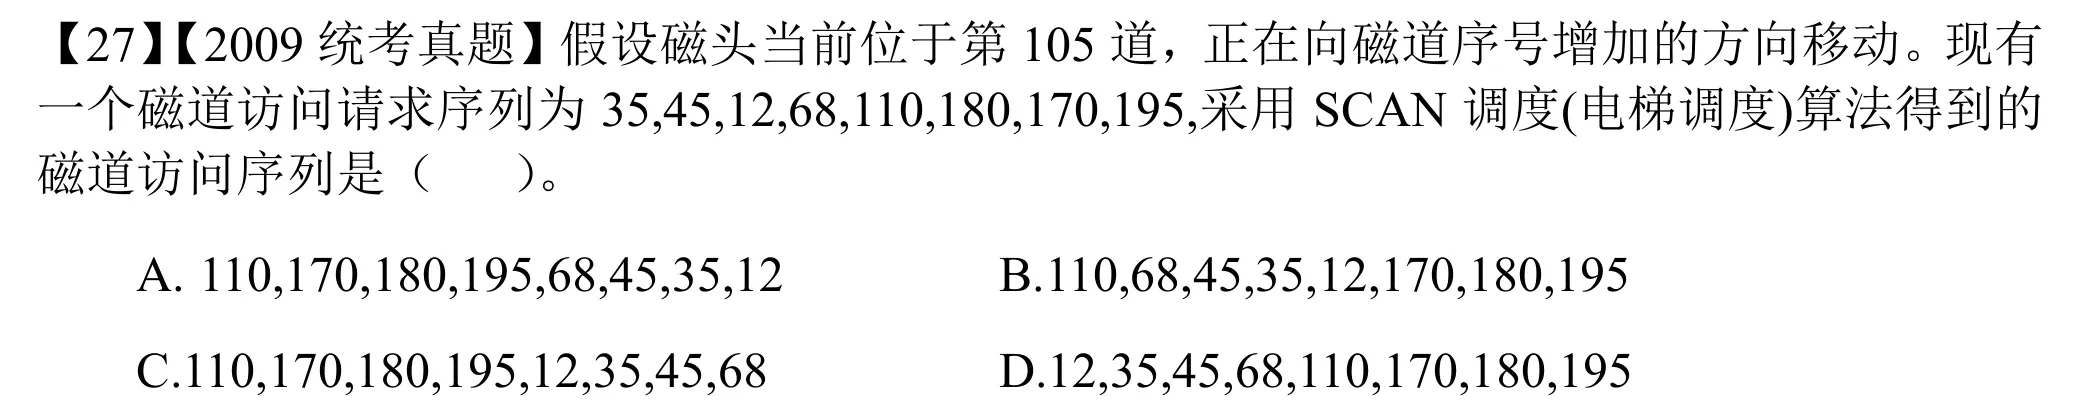 【27】【2009 统考真题】假设磁头当前位于第 105 道，正在向磁道序号增加的方向移动。现有
一个磁道访问请求序列为 35,45,12,68,110,180,170,195,采用 SCAN 调度(电梯调度)算法得到的
磁道访问序列是（　　）。
A. 110,170,180,195,68,45,35,12　　B.110,68,45,35,12,170,180,195
C.110,170,180,195,12,35,45,68　　D.12,35,45,68,110,170,180,195